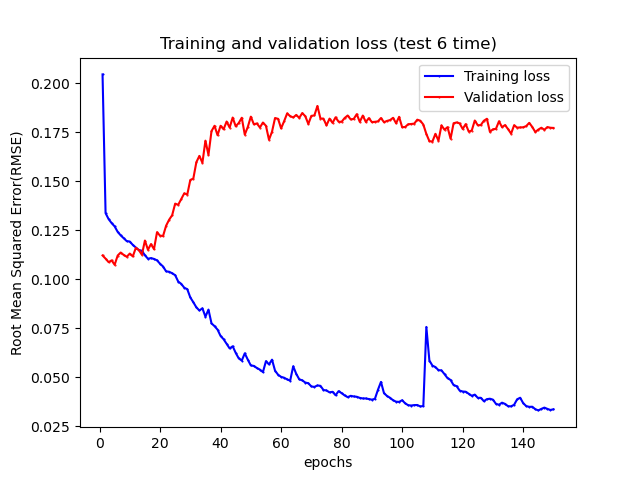 Training and validation loss (test 6 time)
Training loss
Validation loss
Root Mean Squared Error(RMSE)
0.200
0.175
0.150
0.125
0.100
0.075
0.050
0.025
0 20 40 60 80 100 120 140
epochs